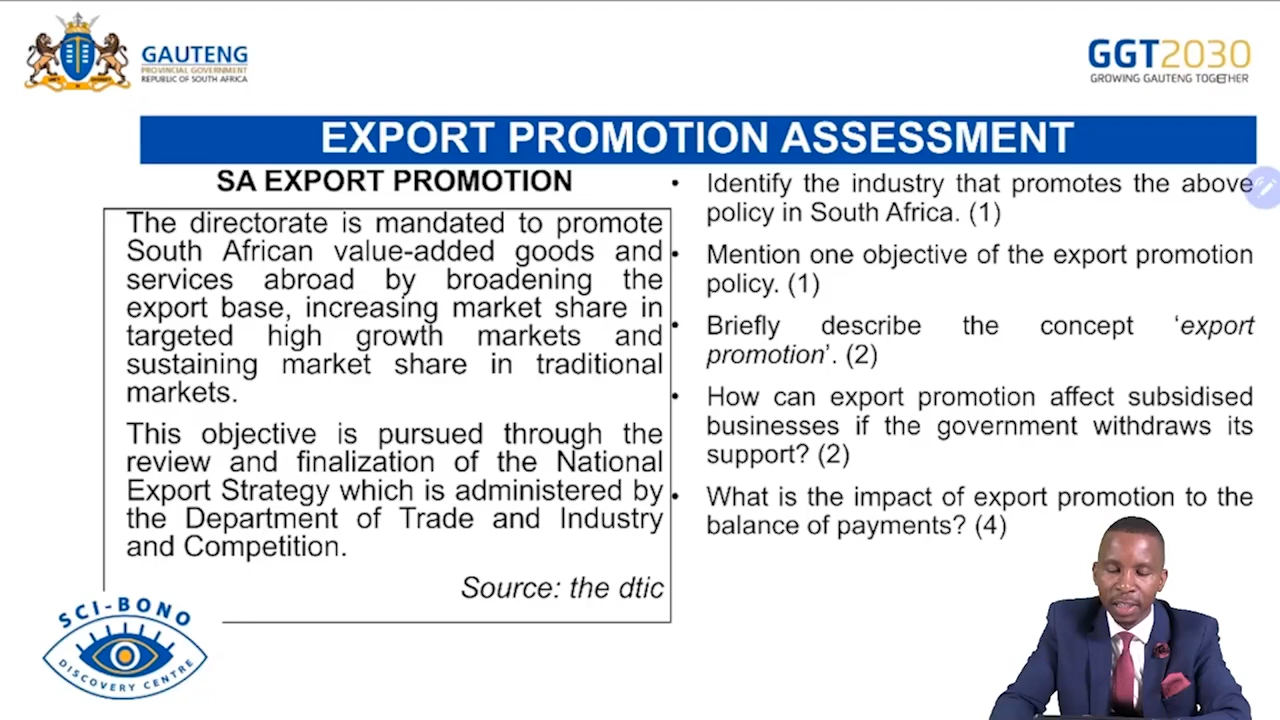 GAUTENG
PROVINCIAL GOVERNMENT
REPUBLIC OF SOUTH AFRICA
GGT2030
GROWING GAUTENG TOGETHER
EXPORT PROMOTION ASSESSMENT
SA EXPORT PROMOTION
The directorate is mandated to promote
South African value-added goods and
services abroad by broadening the
export base, increasing market share in
targeted high growth markets and
sustaining market share in traditional
markets.
This objective is pursued through the
review and finalization of the National
Export Strategy which is administered by
the Department of Trade and Industry
and Competition.
Source: the dtic
• Identify the industry that promotes the above
policy in South Africa. (1)
• Mention one objective of the export promotion
policy. (1)
• Briefly describe the concept ‘export
promotion’. (2)
• How can export promotion affect subsidised
businesses if the government withdraws its
support? (2)
• What is the impact of export promotion to the
balance of payments? (4)
SCI-BONO
DISCOVERY CENTRE